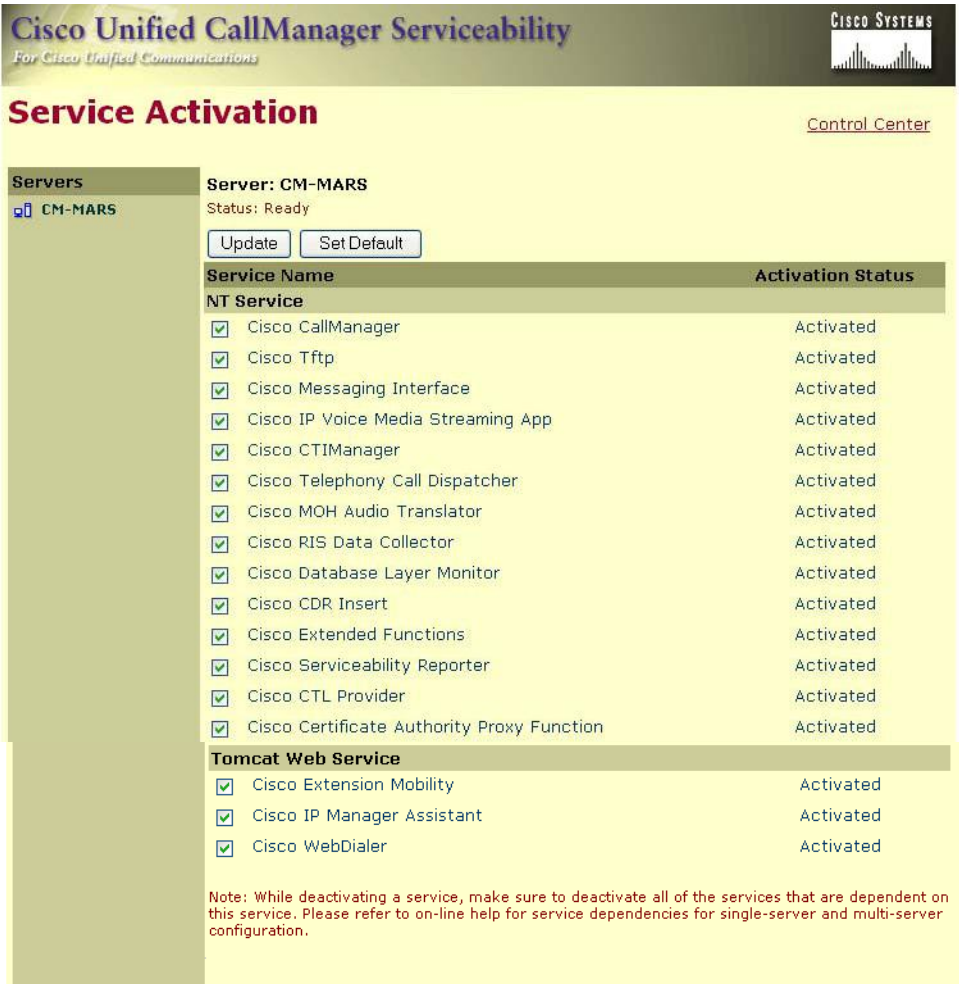 Cisco Unified CallManager Serviceability
For Cisco Unified Communications
CISCO SYSTEMS
Service Activation
Control Center
Servers
CM-MARS
Server: CM-MARS
Status: Ready
Update
Set Default
Service Name Activation Status
NT Service
Cisco CallManager Activated
Cisco Tftp Activated
Cisco Messaging Interface Activated
Cisco IP Voice Media Streaming App Activated
Cisco CTIManager Activated
Cisco Telephony Call Dispatcher Activated
Cisco MOH Audio Translator Activated
Cisco RIS Data Collector Activated
Cisco Database Layer Monitor Activated
Cisco CDR Insert Activated
Cisco Extended Functions Activated
Cisco Serviceability Reporter Activated
Cisco CTL Provider Activated
Cisco Certificate Authority Proxy Function Activated
Tomcat Web Service
Cisco Extension Mobility Activated
Cisco IP Manager Assistant Activated
Cisco WebDialer Activated
Note: While deactivating a service, make sure to deactivate all of the services that are dependent on
this service. Please refer to on-line help for service dependencies for single-server and multi-server
configuration.